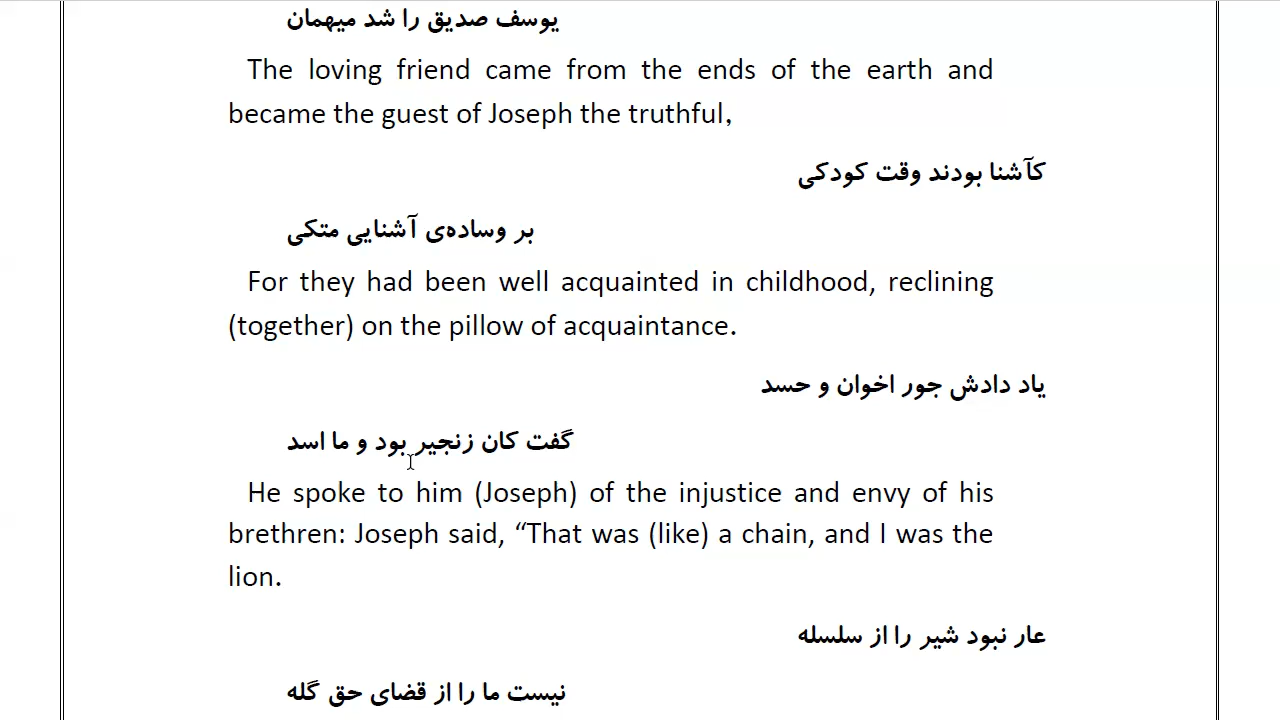 یوسف صدیق را شد میهمان
The loving friend came from the ends of the earth and
became the guest of Joseph the truthful,
کآشنا بودند وقت کودکی
بر وساده‌ی آشنایی متکی
For they had been well acquainted in childhood, reclining
(together) on the pillow of acquaintance.
یاد دادش جور اخوان و حسد
گفت کان زنجیر بود و ما اسد
He spoke to him (Joseph) of the injustice and envy of his
brethren: Joseph said, “That was (like) a chain, and I was the
lion.
عار نبود شیر را از سلسله
نیست ما را از قضای حق گله